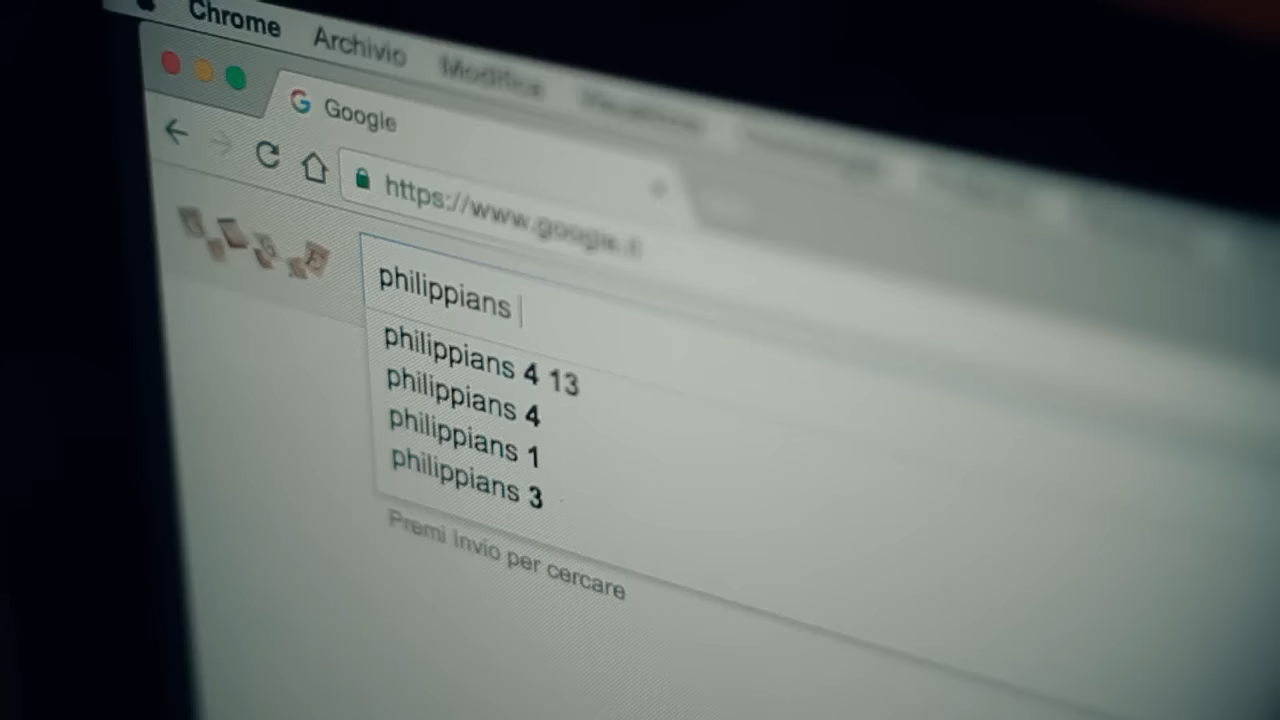 Chrome Archivio Modifica
Google
https://www.google.it
philippians
philippians 4 13
philippians 4
philippians 1
philippians 3
Premi Invio per cercare